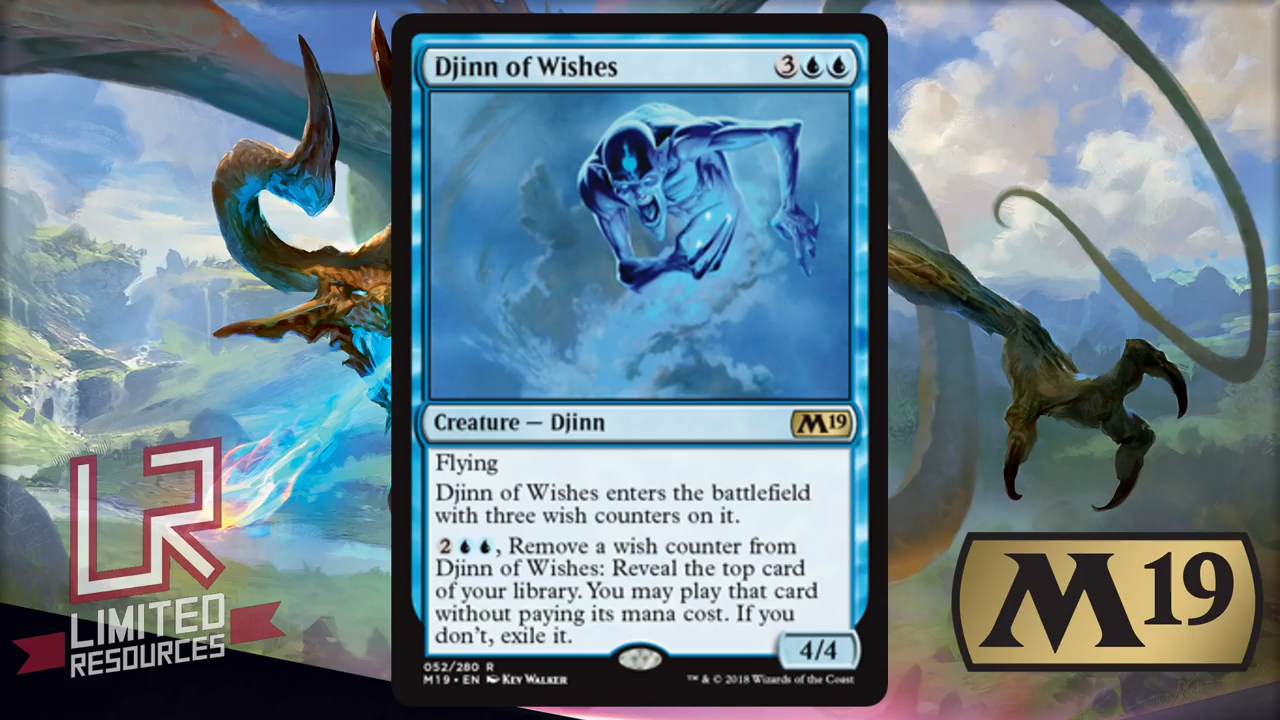 Djinn of Wishes 3
Creature — Djinn M19
Flying
Djinn of Wishes enters the battlefield
with three wish counters on it.
2, Remove a wish counter from
Djinn of Wishes: Reveal the top card
of your library. You may play that card
without paying its mana cost. If you
don't, exile it.
4/4
052/280 R
M19 • EN Kev Walker
™ & © 2018 Wizards of the Coast
LR
LIMITED
RESOURCES
M19